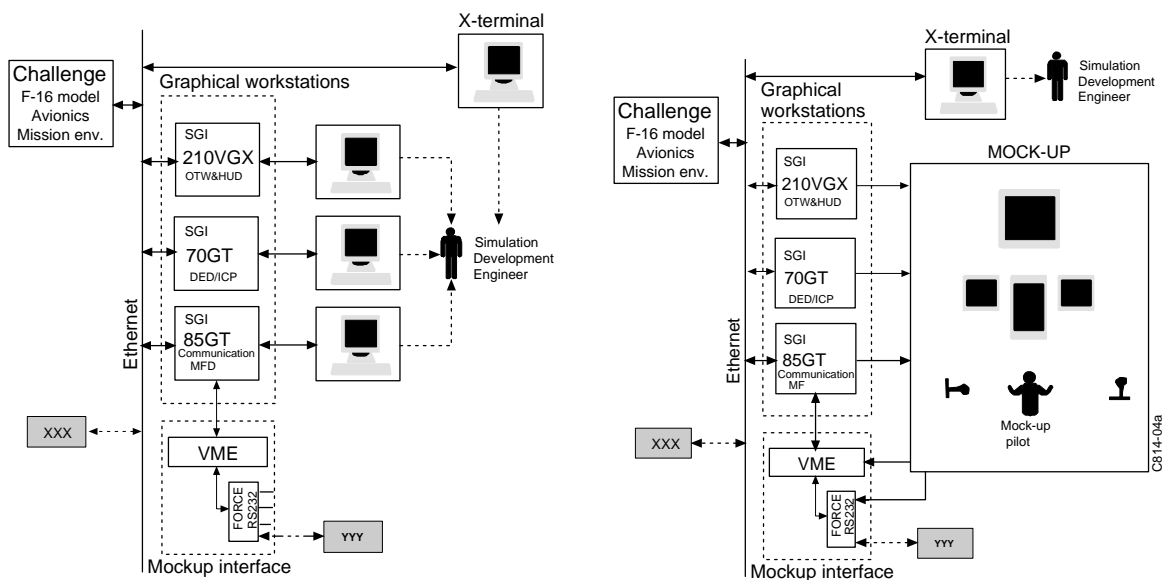 X-terminal
Challenge
F-16 model
Avionics
Mission env.
Graphical workstations
SGI
210VGX
OTW&HUD
SGI
70GT
DED/ICP
SGI
85GT
Communication
MFD
Simulation
Development
Engineer
Ethernet
XXX
VME
FORCE
RS232
YYY
Mockup interface
X-terminal
Simulation
Development
Engineer
Challenge
F-16 model
Avionics
Mission env.
Graphical
workstations
SGI
210VGX
OTW&HUD
SGI
70GT
DED/ICP
SGI
85GT
Communication
MF
MOCK-UP
Mock-up
pilot
Ethernet
XXX
VME
FORCE
RS232
YYY
Mockup interface
C814-04a